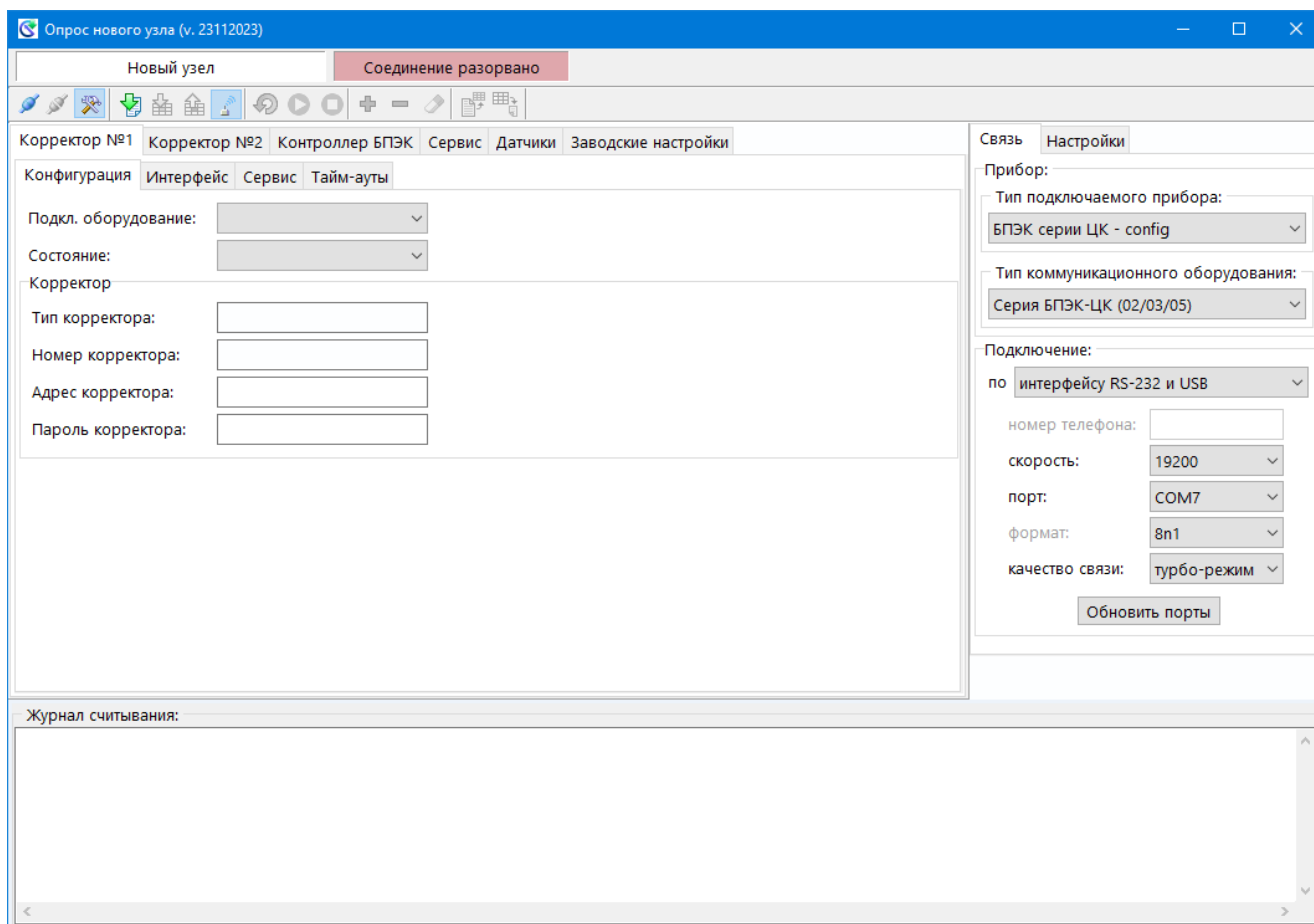 Опрос нового узла (v. 23112023)
Новый узел
Соединение разорвано
Корректор №1 Корректор №2 Контроллер БПЭК Сервис Датчики Заводские настройки
Конфигурация Интерфейс Сервис Тайм-ауты
Подкл. оборудование:
Состояние:
Корректор
Тип корректора:
Номер корректора:
Адрес корректора:
Пароль корректора:
Связь Настройки
Прибор:
Тип подключаемого прибора:
БПЭК серии ЦК - config
Тип коммуникационного оборудования:
Серия БПЭК-ЦК (02/03/05)
Подключение:
по интерфейсу RS-232 и USB
номер телефона:
скорость: 19200
порт: COM7
формат: 8n1
качество связи: турбо-режим
Обновить порты
Журнал считывания: